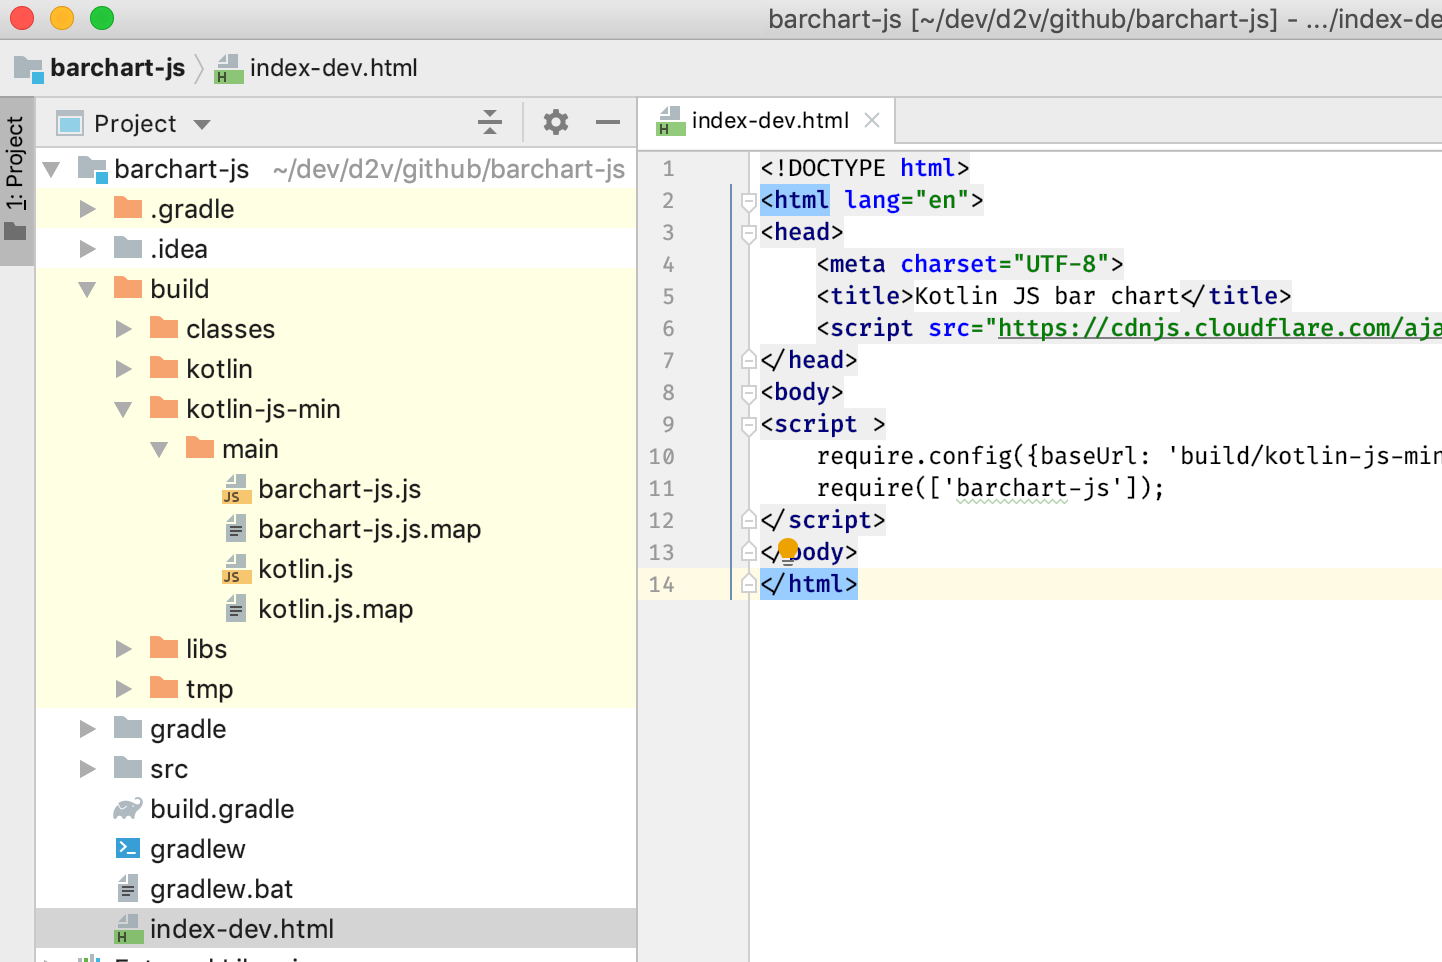 barchart-js [~/dev/d2v/github/barchart-js] - .../index-de
barchart-js
index-dev.html
1: Project
Project
barchart-js ~/dev/d2v/github/barchart-js
.gradle
.idea
build
classes
kotlin
kotlin-js-min
main
barchart-js.js
barchart-js.js.map
kotlin.js
kotlin.js.map
libs
tmp
gradle
src
build.gradle
gradlew
gradlew.bat
index-dev.html
index-dev.html
1 <!DOCTYPE html>
2 <html lang="en">
3 <head>
4 <meta charset="UTF-8">
5 <title>Kotlin JS bar chart</title>
6 <script src="https://cdnjs.cloudflare.com/aja
7 </head>
8 <body>
9 <script >
10 require.config({baseUrl: 'build/kotlin-js-min
11 require(['barchart-js']);
12 </script>
13 </body>
14 </html>